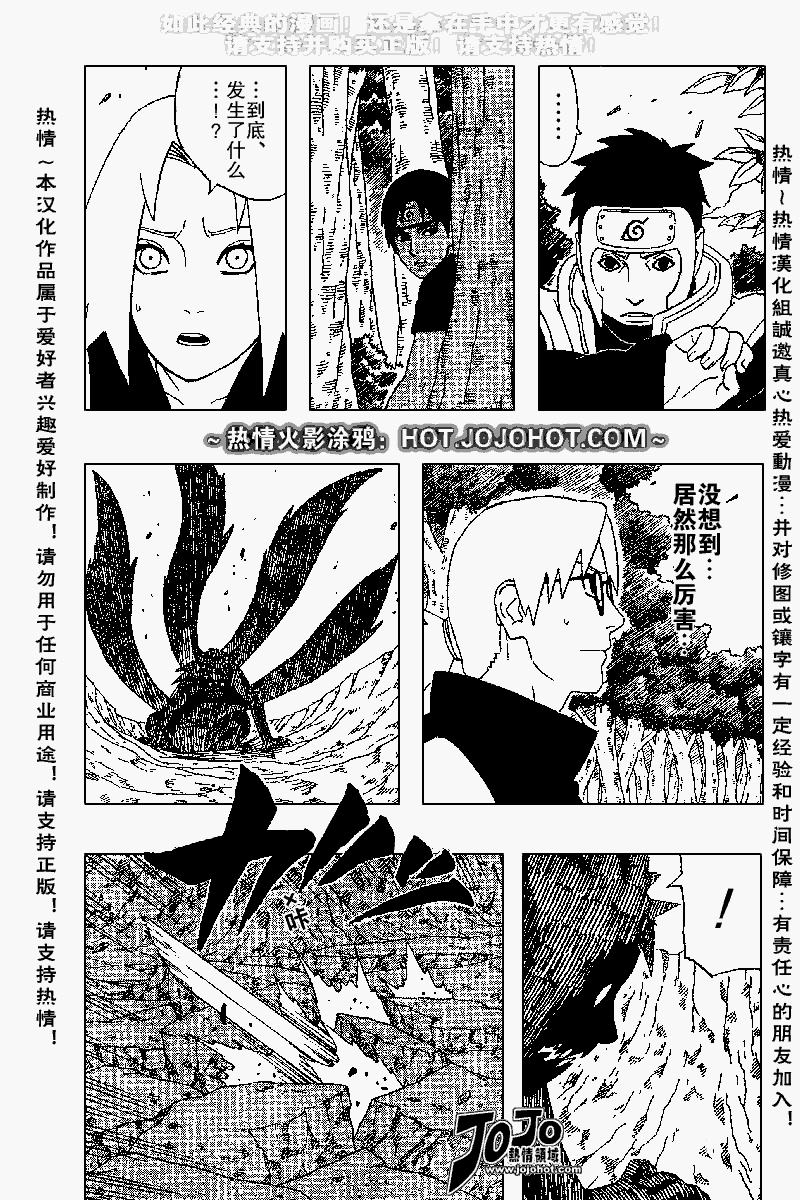 如此经典的漫画！还是拿在手中才更有感觉！
请支持并购买正版！请支持热情！
……
…到底、
发生了什么
…！？
热情～本汉化作品属于爱好者兴趣爱好制作！请勿用于任何商业用途！请支持正版！请支持热情！
热情～热情漢化組誠邀真心热爱動漫…并对修图或镶字有一定经验和时间保障…有责任心的朋友加入！
～热情火影涂鸦：HOT.JOJOHOT.COM～
没想到…
居然那么厉害…
！
ガッ
×
咔
JOJO
熱情領域
www.jojohot.com